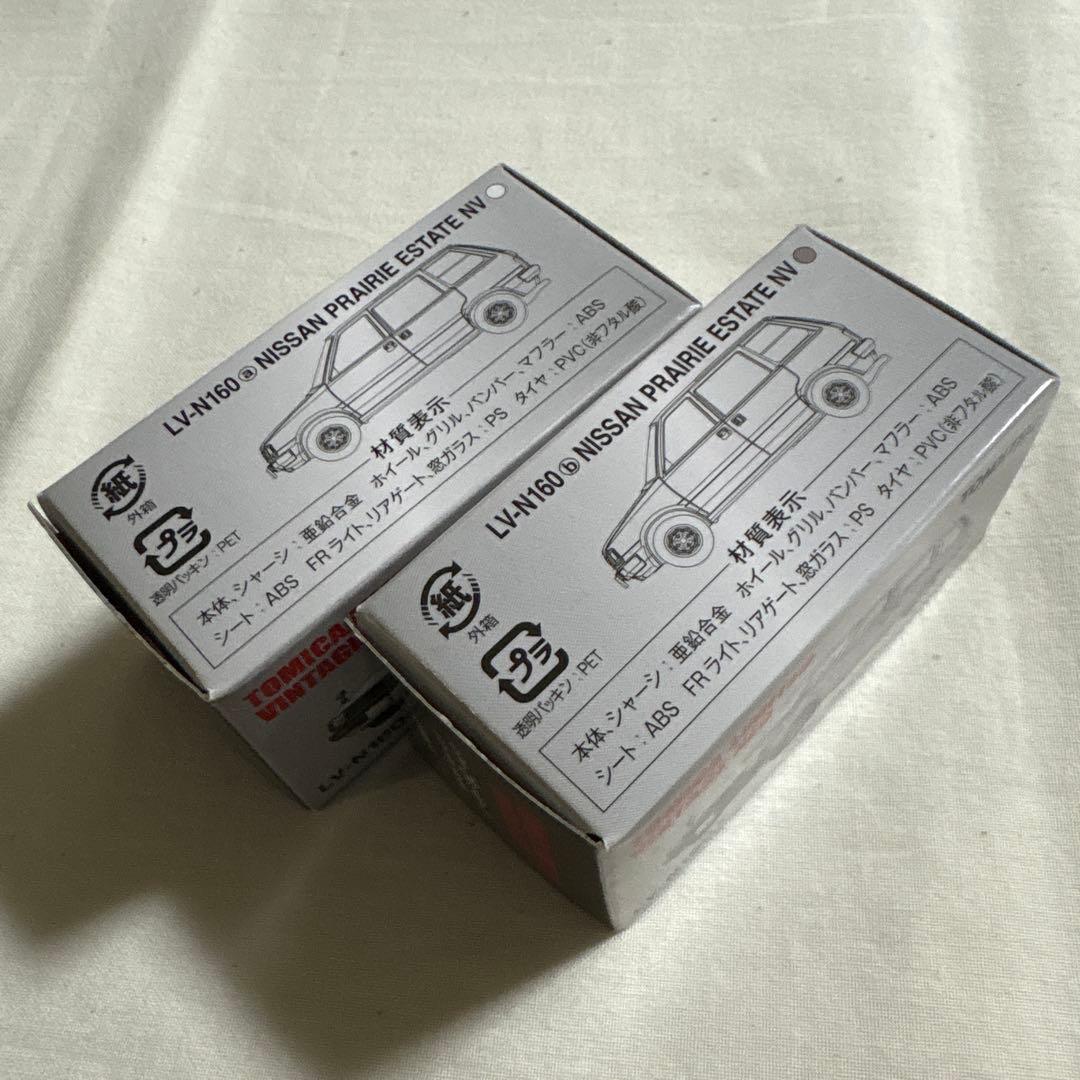 LV-N160 ⓐ NISSAN PRAIRIE ESTATE NV
紙
外箱
プラ
透明パッキン：PET
材質表示
本体、シャーシ：亜鉛合金　ホイール、グリル、バンパー、マフラー：ABS
シート：ABS　FRライト、リアゲート、窓ガラス：PS　タイヤ：PVC（非フタル酸）
TOMICA
VINTAGE
LV-N160
LV-N160 ⓑ NISSAN PRAIRIE ESTATE NV
紙
外箱
プラ
透明パッキン：PET
材質表示
本体、シャーシ：亜鉛合金　ホイール、グリル、バンパー、マフラー：ABS
シート：ABS　FRライト、リアゲート、窓ガラス：PS　タイヤ：PVC（非フタル酸）